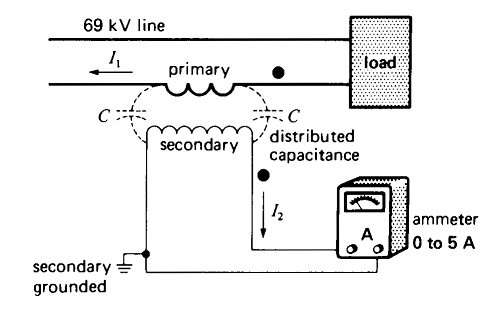 69 kV line
I₁
primary
load
C
C
secondary
distributed
capacitance
I₂
A
ammeter
0 to 5 A
secondary
grounded